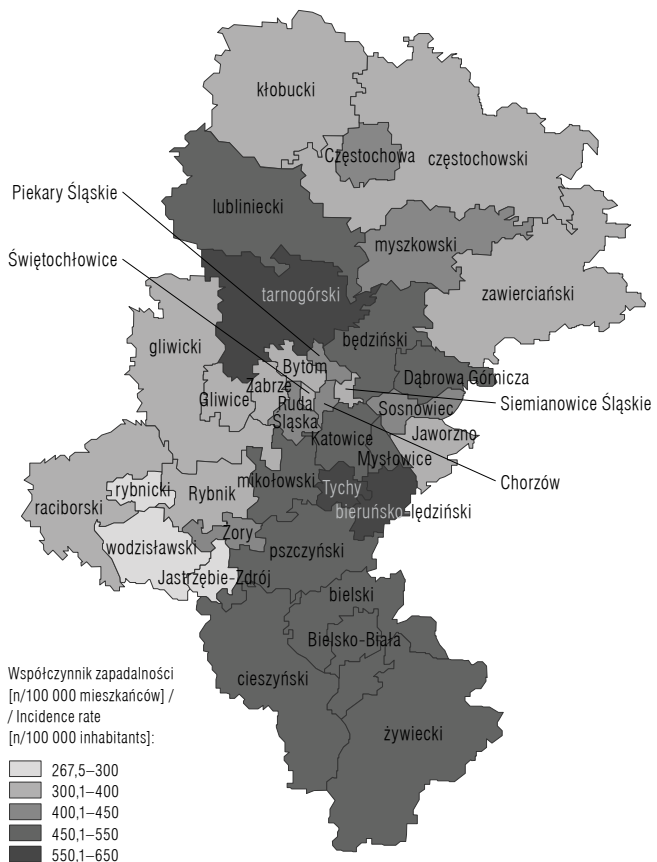 kłobucki
Częstochowa
częstochowski
Piekary Śląskie
lubliniecki
myszkowski
Świętochłowice
tarnogórski
zawierciański
będziński
gliwicki
Bytom
Dąbrowa Górnicza
Zabrze
Gliwice
Ruda
Śląska
Sosnowiec
Siemianowice Śląskie
Katowice
Jaworzno
Mysłowice
Chorzów
mikołowski
rybnicki
Rybnik
Tychy
raciborski
bieruńsko-lędziński
Żory
wodzisławski
pszczyński
Jastrzębie-Zdrój
bielski
Bielsko-Biała
cieszyński
żywiecki
Współczynnik zapadalności
[n/100 000 mieszkańców] /
/ Incidence rate
[n/100 000 inhabitants]:
267,5–300
300,1–400
400,1–450
450,1–550
550,1–650